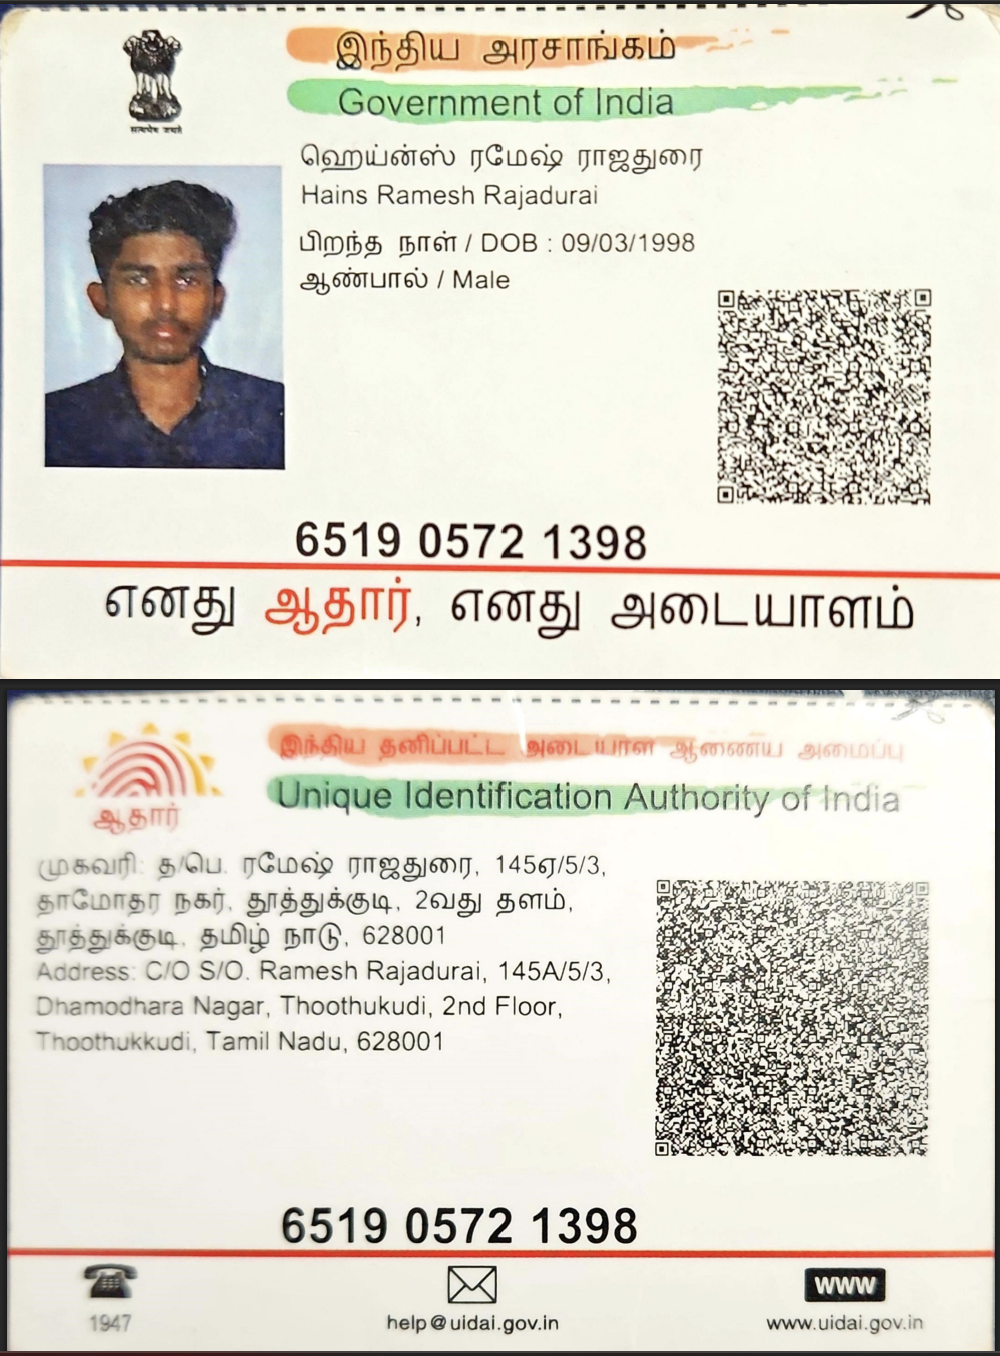 இந்திய அரசாங்கம்
Government of India
सत्यमेव जयते
ஹெய்ன்ஸ் ரமேஷ் ராஜதுரை
Hains Ramesh Rajadurai
பிறந்த நாள் / DOB : 09/03/1998
ஆண்பால் / Male
6519 0572 1398
எனது ஆதார், எனது அடையாளம்
இந்திய தனிப்பட்ட அடையாள ஆணைய அமைப்பு
Unique Identification Authority of India
ஆதார்
முகவரி: த/பெ. ரமேஷ் ராஜதுரை, 145ஏ/5/3,
தாமோதர நகர், தூத்துக்குடி, 2வது தளம்,
தூத்துக்குடி, தமிழ் நாடு, 628001
Address: C/O S/O. Ramesh Rajadurai, 145A/5/3,
Dhamodhara Nagar, Thoothukudi, 2nd Floor,
Thoothukkudi, Tamil Nadu, 628001
6519 0572 1398
1947
help@uidai.gov.in
www
www.uidai.gov.in